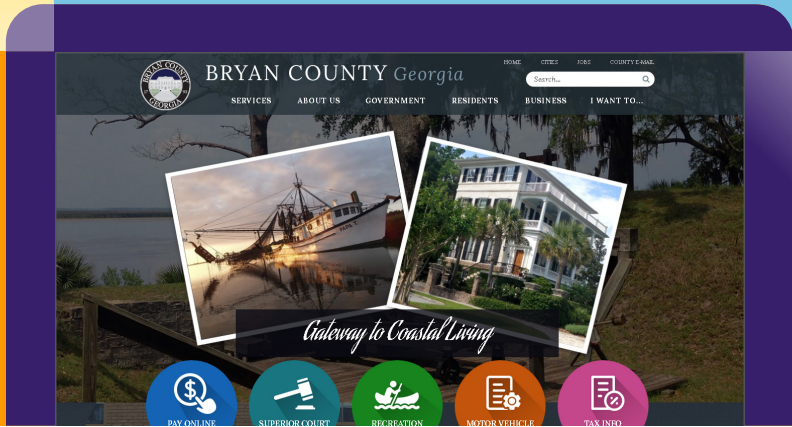 HOME CITIES JOBS COUNTY E-MAIL
BRYAN COUNTY Georgia
Search...
BRYAN COUNTY
GEORGIA
SERVICES ABOUT US GOVERNMENT RESIDENTS BUSINESS I WANT TO...
PAPA T
Gateway to Coastal Living
PAY ONLINE SUPERIOR COURT RECREATION MOTOR VEHICLE TAX INFO